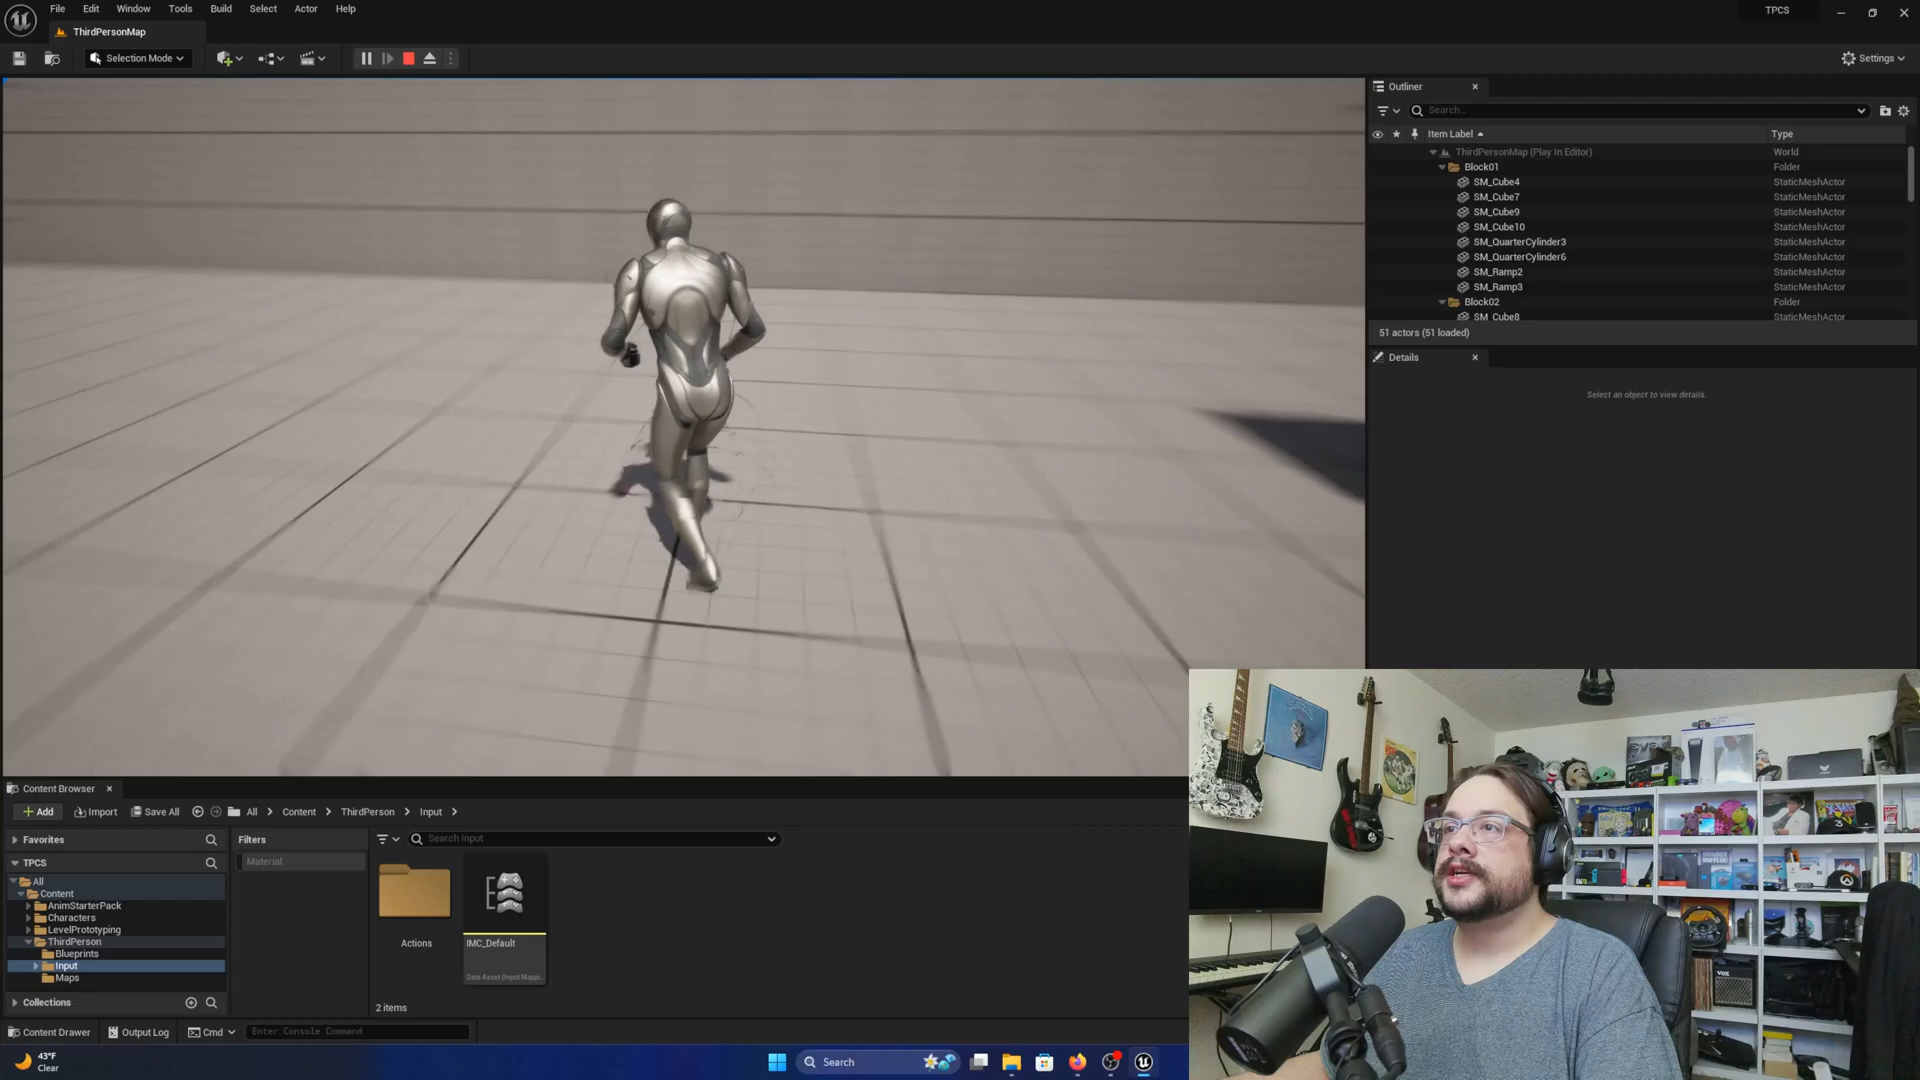 File Edit Window Tools Build Select Actor Help
TPCS
ThirdPersonMap
Selection Mode
Settings
Outliner
Search...
Item Label Type
ThirdPersonMap (Play In Editor) World
Block01 Folder
SM_Cube4 StaticMeshActor
SM_Cube7 StaticMeshActor
SM_Cube9 StaticMeshActor
SM_Cube10 StaticMeshActor
SM_QuarterCylinder3 StaticMeshActor
SM_QuarterCylinder6 StaticMeshActor
SM_Ramp2 StaticMeshActor
SM_Ramp3 StaticMeshActor
Block02 Folder
SM_Cube8 StaticMeshActor
51 actors (51 loaded)
Details
Select an object to view details.
Content Browser
Add Import Save All All Content ThirdPerson Input
Favorites
Filters
Search Input
TPCS
Material
All
Content
AnimStarterPack
Characters
LevelPrototyping
ThirdPerson
Blueprints
Input
Maps
Actions
IMC_Default
Data Asset (Input Mappi...
Collections
2 items
Content Drawer Output Log Cmd Enter Console Command
43°F
Clear
Search
VOX